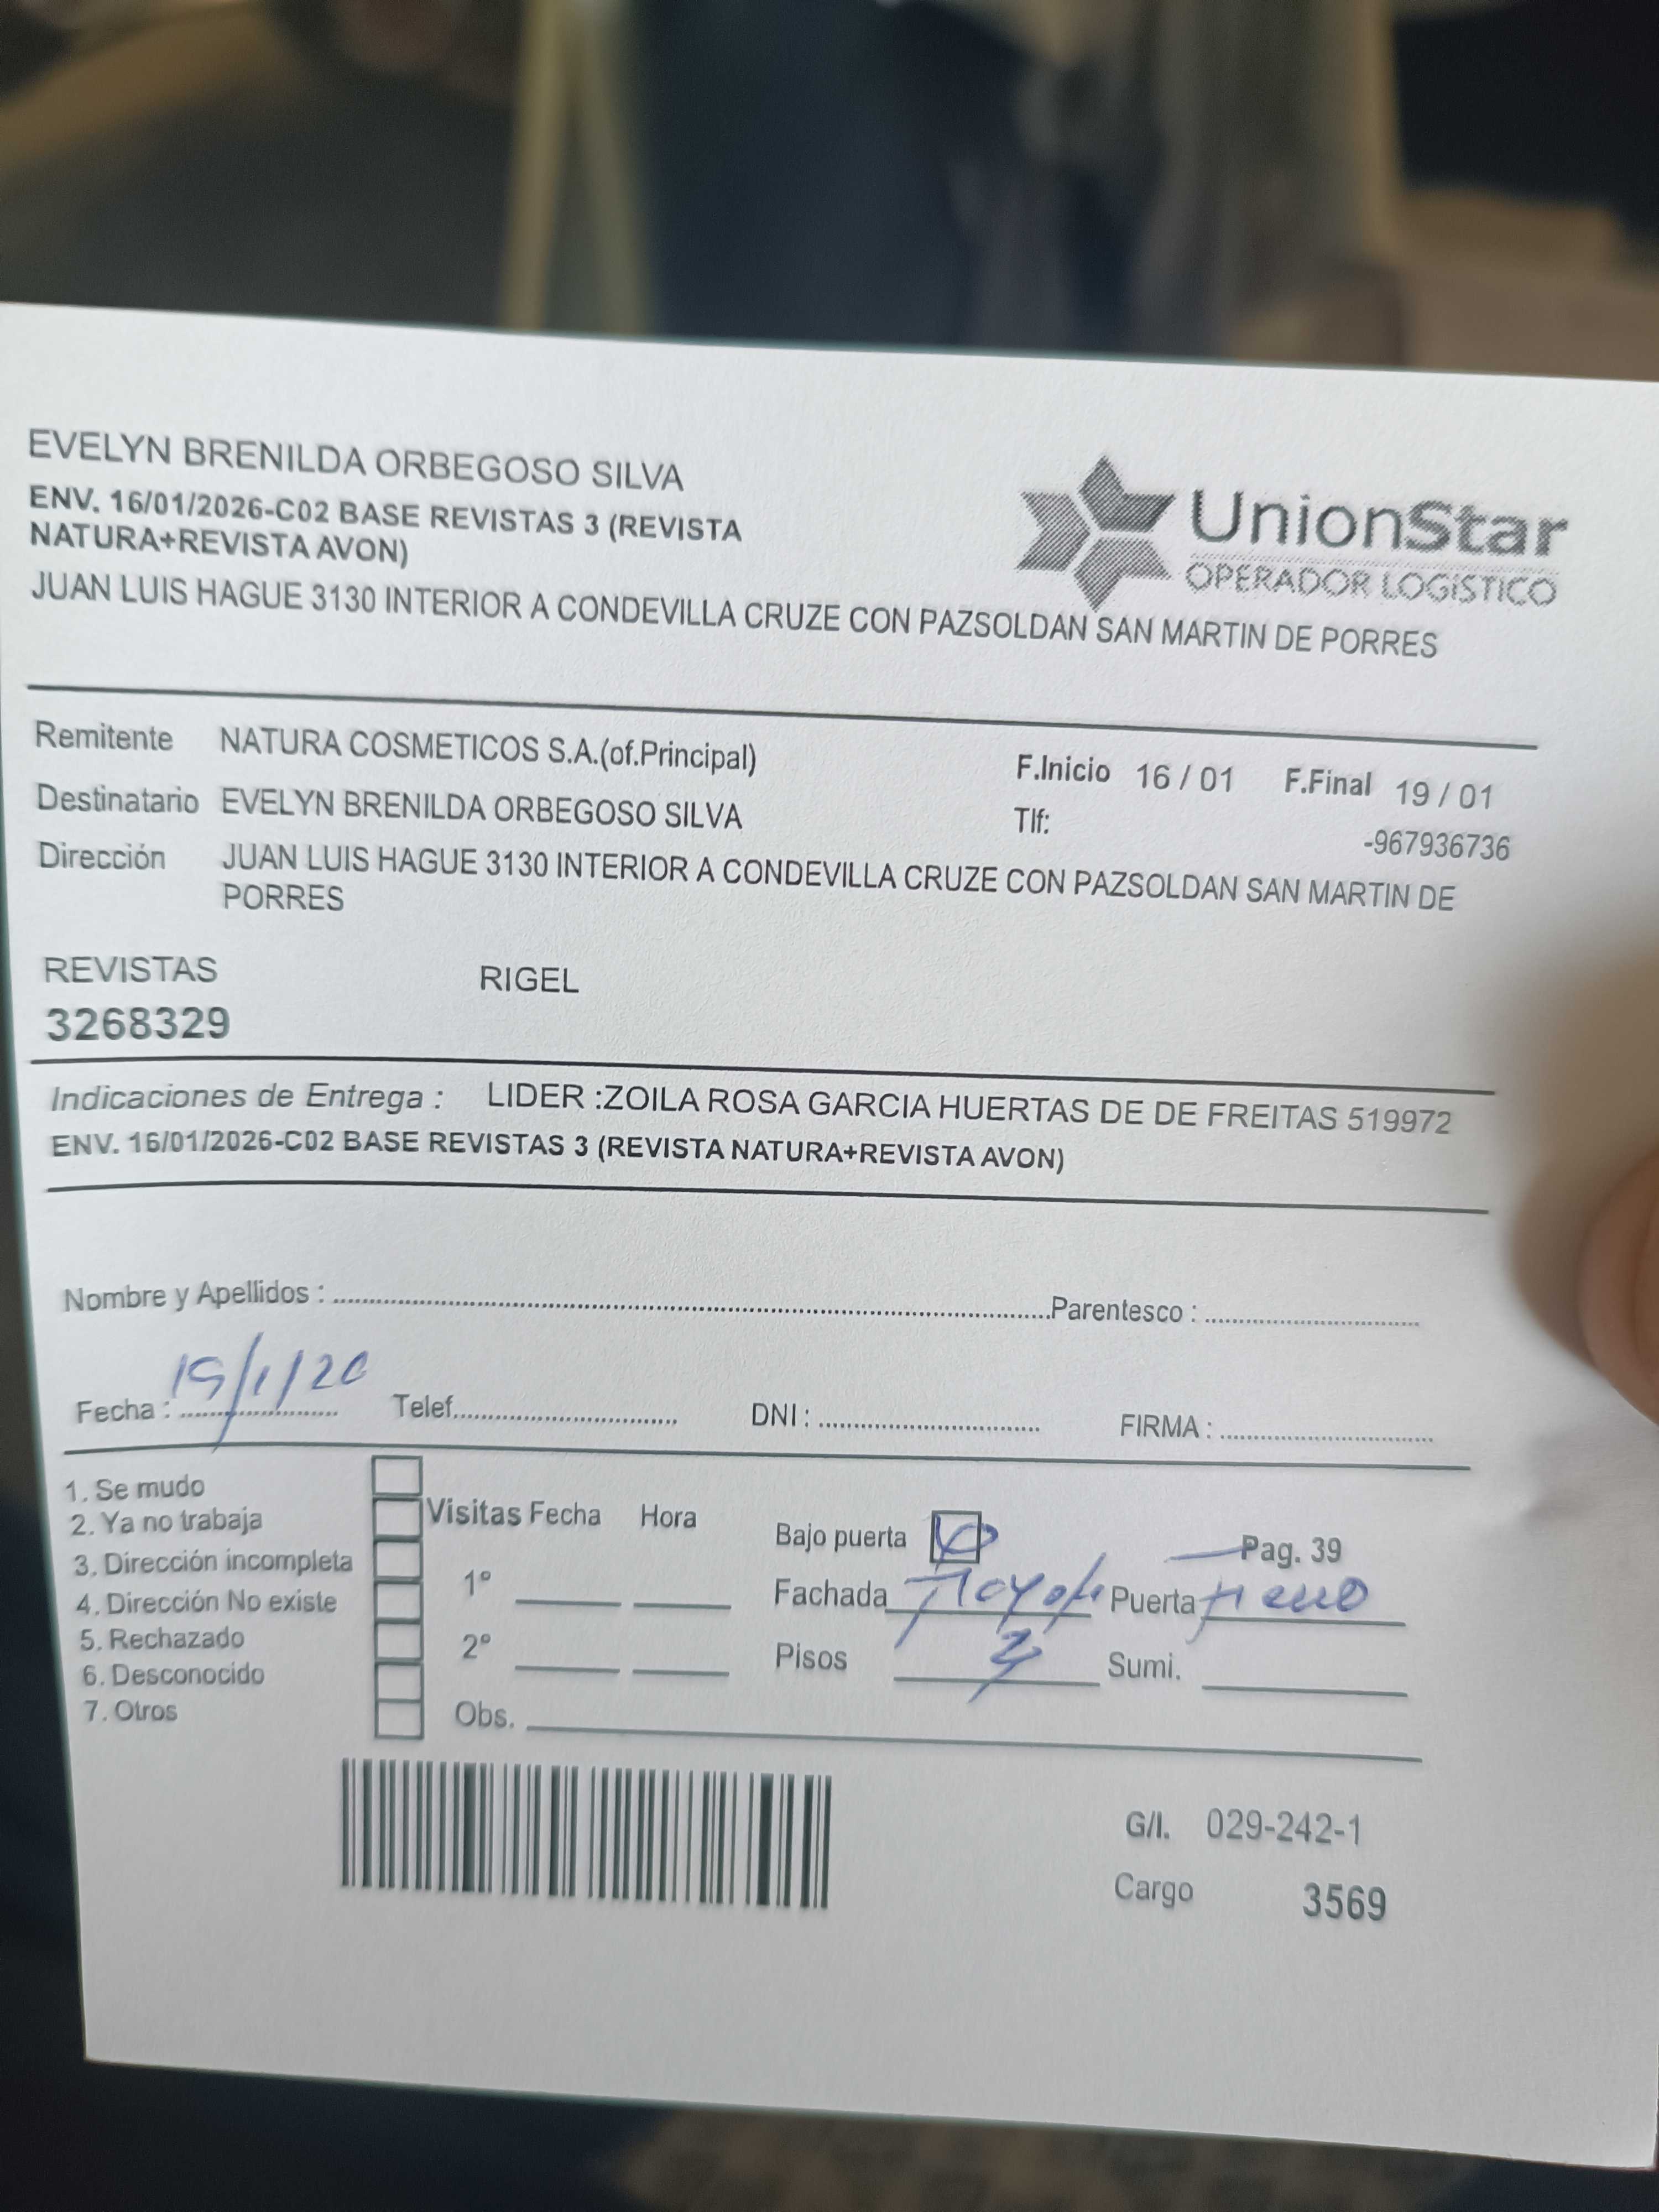 EVELYN BRENILDA ORBEGOSO SILVA
ENV. 16/01/2026-C02 BASE REVISTAS 3 (REVISTA
NATURA+REVISTA AVON)
JUAN LUIS HAGUE 3130 INTERIOR A CONDEVILLA CRUZE CON PAZSOLDAN SAN MARTIN DE PORRES
UnionStar
OPERADOR LOGÍSTICO
Remitente NATURA COSMETICOS S.A.(of.Principal)
F.Inicio 16 / 01 F.Final 19 / 01
Destinatario EVELYN BRENILDA ORBEGOSO SILVA
Tlf: -967936736
Dirección JUAN LUIS HAGUE 3130 INTERIOR A CONDEVILLA CRUZE CON PAZSOLDAN SAN MARTIN DE
PORRES
REVISTAS RIGEL
3268329
Indicaciones de Entrega : LIDER :ZOILA ROSA GARCIA HUERTAS DE DE FREITAS 519972
ENV. 16/01/2026-C02 BASE REVISTAS 3 (REVISTA NATURA+REVISTA AVON)
Nombre y Apellidos : Parentesco :
Fecha : Telef. DNI : FIRMA :
1. Se mudo
2. Ya no trabaja
3. Dirección incompleta
4. Dirección No existe
5. Rechazado
6. Desconocido
7. Otros
Visitas Fecha Hora
1°
2°
Obs.
Bajo puerta Pag. 39
Fachada Puerta
Pisos Sumi.
G/I. 029-242-1
Cargo 3569